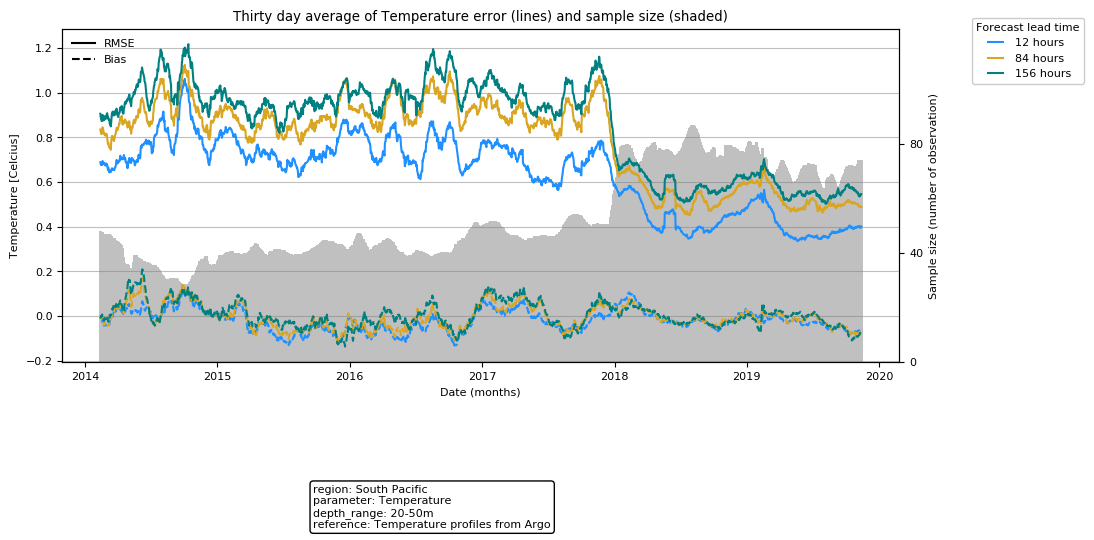 Thirty day average of Temperature error (lines) and sample size (shaded)
Forecast lead time
12 hours
84 hours
156 hours
RMSE
Bias
Temperature [Celcius]
1.2
1.0
0.8
0.6
0.4
0.2
0.0
−0.2
80
40
0
Sample size (number of observation)
2014 2015 2016 2017 2018 2019 2020
Date (months)
region: South Pacific
parameter: Temperature
depth_range: 20-50m
reference: Temperature profiles from Argo